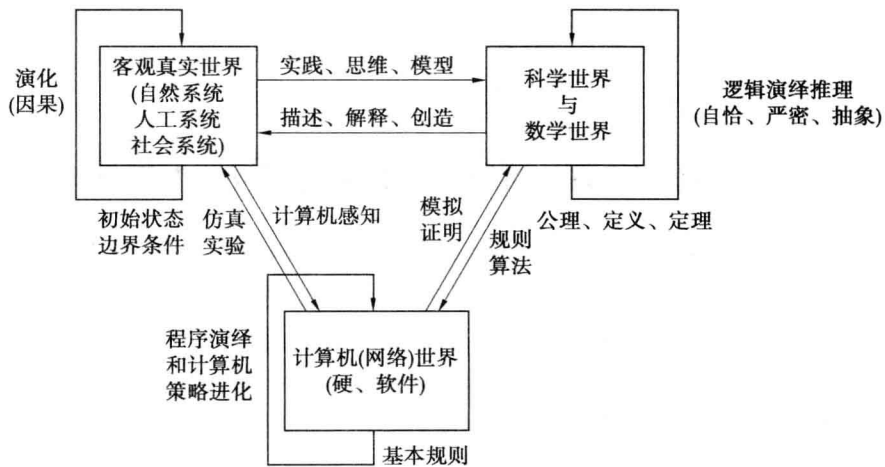 演化
(因果)
客观真实世界
(自然系统
人工系统
社会系统)
实践、思维、模型
描述、解释、创造
科学世界
与
数学世界
逻辑演绎推理
(自恰、严密、抽象)
初始状态
边界条件
仿真
实验
计算机感知
模拟
证明
规则
算法
公理、定义、定理
程序演绎
和计算机
策略进化
计算机(网络)世界
(硬、软件)
基本规则